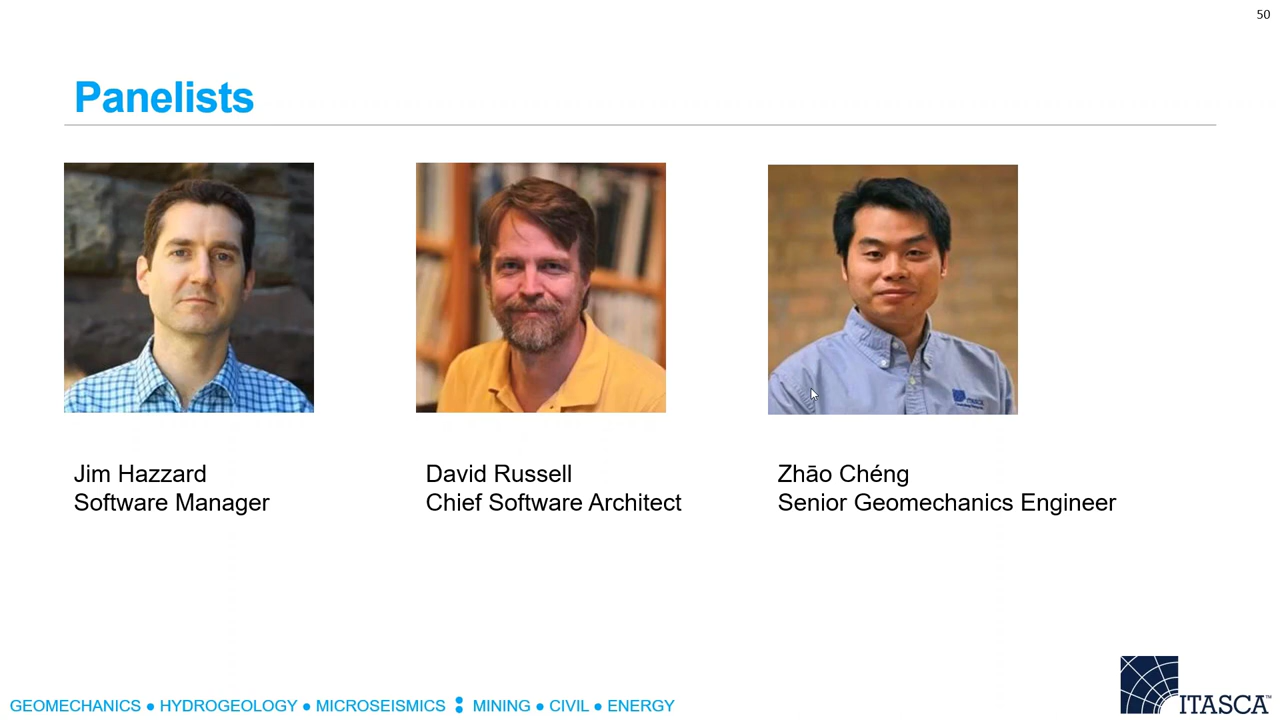 50
Panelists
Jim Hazzard
Software Manager
David Russell
Chief Software Architect
Zhāo Chéng
Senior Geomechanics Engineer
ITASCA
GEOMECHANICS ● HYDROGEOLOGY ● MICROSEISMICS : MINING ● CIVIL ● ENERGY
ITASCA™